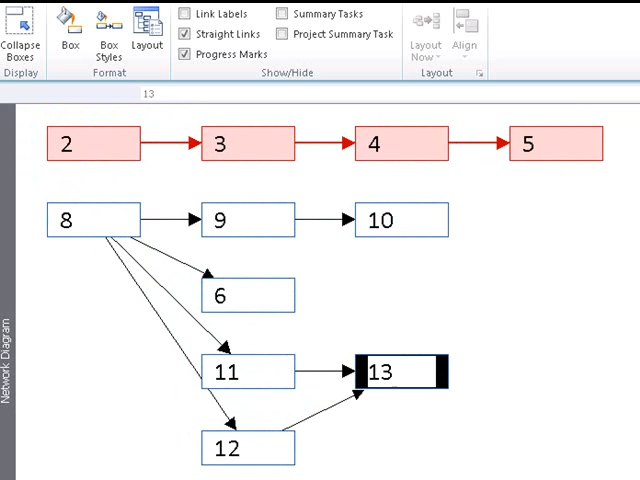 Collapse Boxes
Box
Box Styles
Layout
Link Labels
Straight Links
Progress Marks
Summary Tasks
Project Summary Task
Layout Now
Align
Display
Format
Show/Hide
Layout
13
2
3
4
5
8
9
10
6
11
13
12
Network Diagram